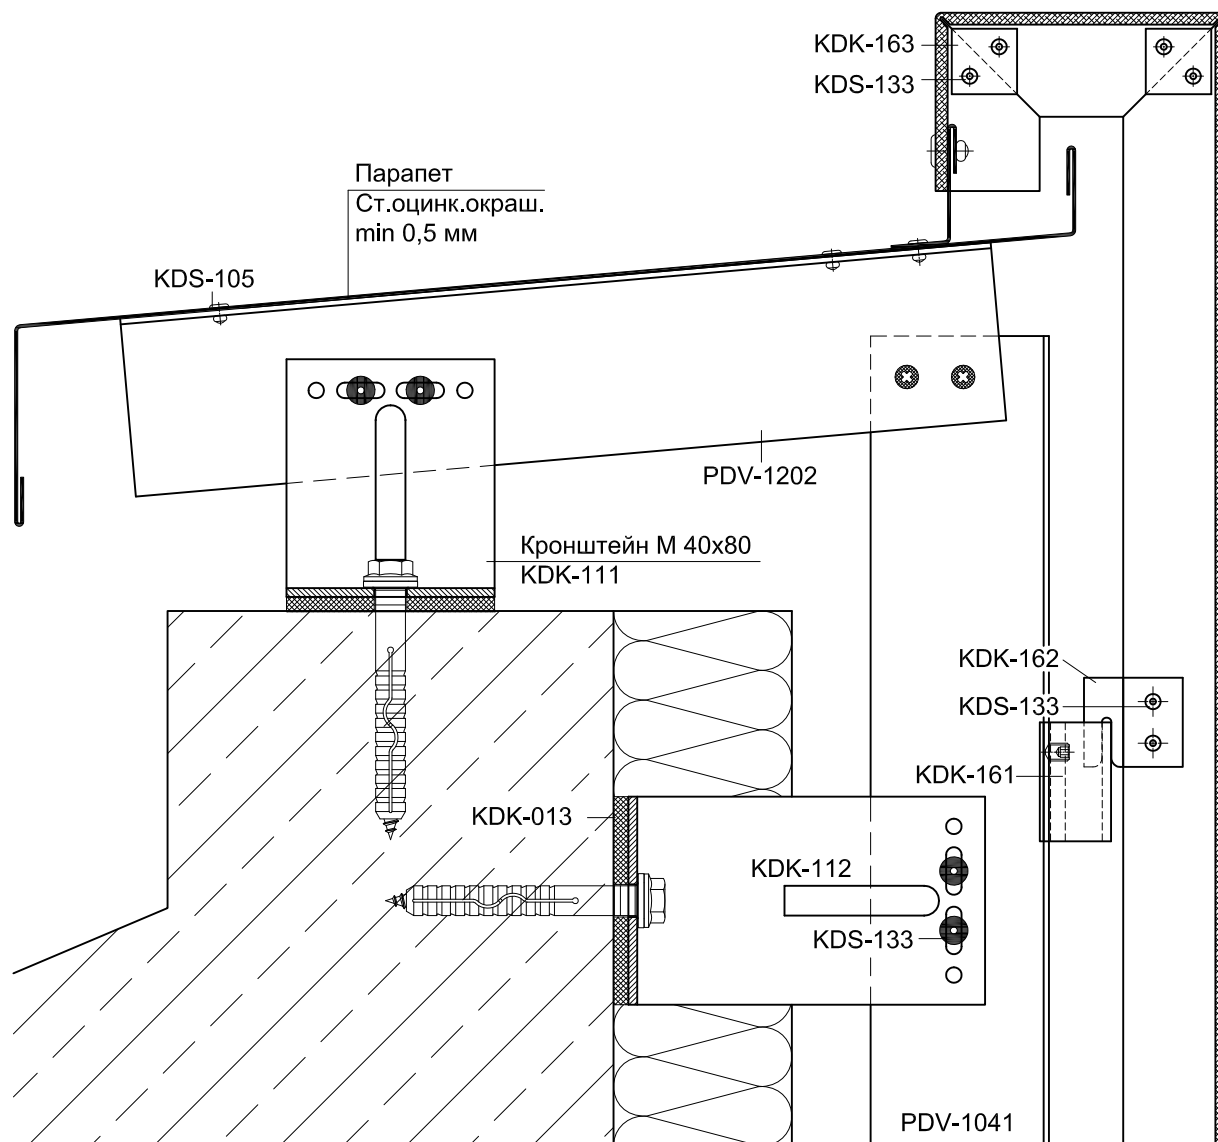 KDK-163
KDS-133
Парапет
Ст.оцинк.окраш.
min 0,5 мм
KDS-105
PDV-1202
Кронштейн М 40х80
KDK-111
KDK-162
KDS-133
KDK-161
KDK-013
KDK-112
KDS-133
PDV-1041